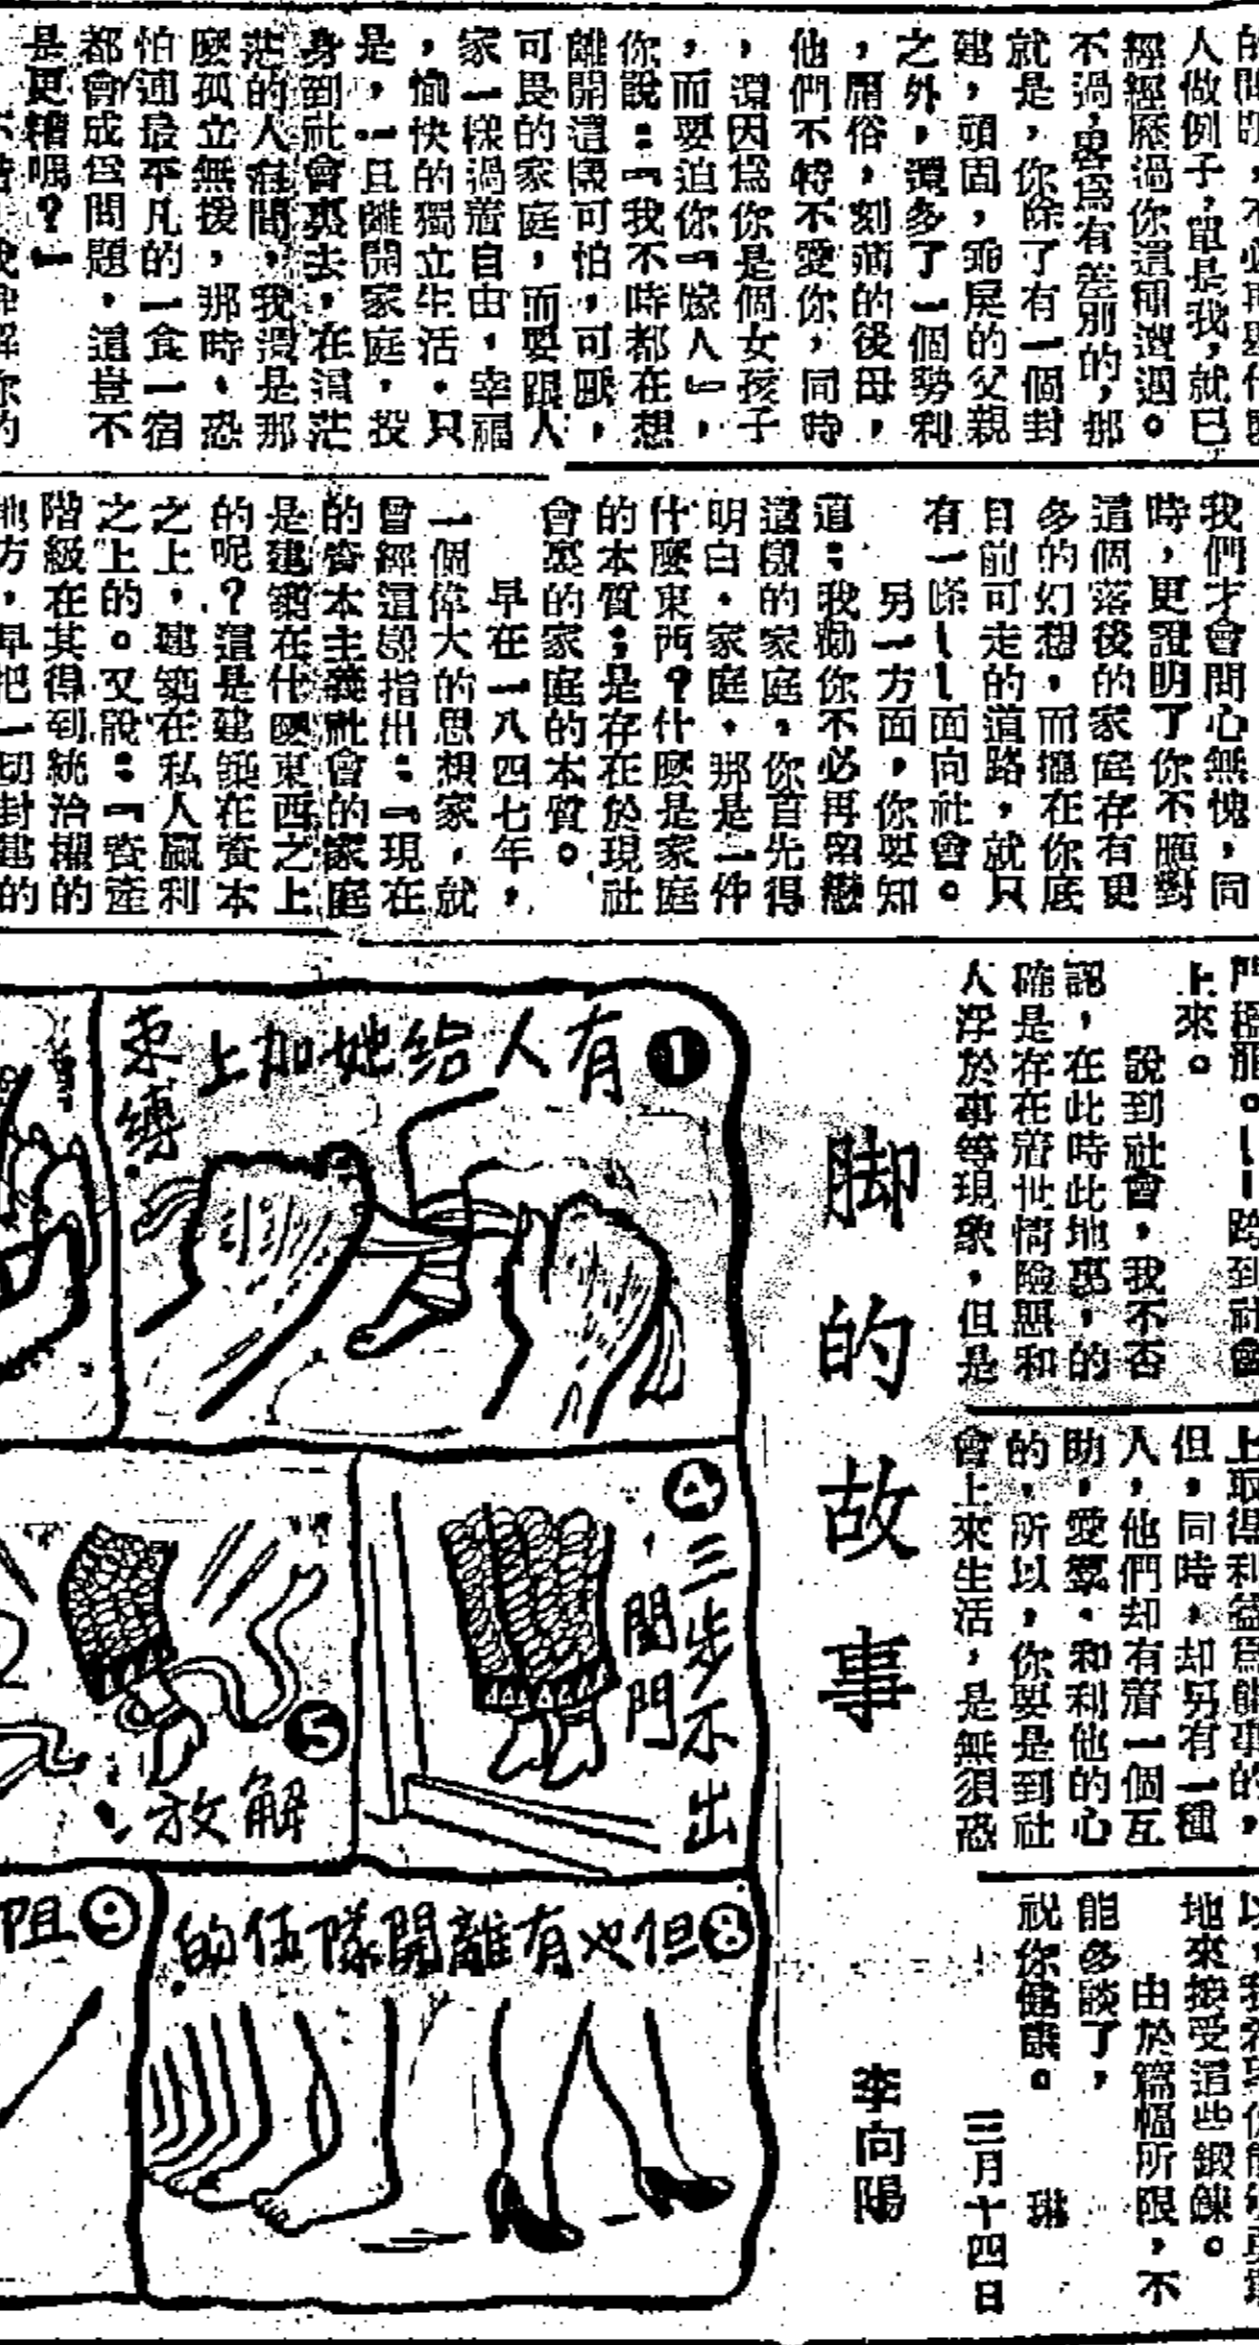 人做例子,單是我,就已
經經歷過你這種遭遇。
不過,畧爲有差別的,那
就是,你除了有一個封
建,頭固,乖戾的父親
之外,還多了一個勢利
,庸俗,刻薄的後母,
他們不特不愛你,同時
,還因爲你是個女孩子
,而要迫你『嫁人』,
你說:『我不時都在想
離開這個可怕,可厭,
可畏的家庭,而要跟人
家一樣過着自由,幸福
,愉快的獨立生活。只
是,一旦離開家庭,投
身到社會裏去,在茫
茫的人間,我還是那
麼孤立無援,那時,恐
怕連最平凡的一食一宿
都會成爲問題,這豈不
是更糟嗎?』
我們才會問心無愧,同
時,更證明了你不應對
這個落後的家庭存有更
多的幻想,而擺在你底
目前可走的道路,就只
有一條——面向社會。
另一方面,你要知
道:我勸你不必再留戀
這樣的家庭,你首先得
明白,家庭,那是一件
什麼東西?什麼是家庭
的本質;是存在於現社
會裏的家庭的本質。
早在一八四七年,
一個偉大的思想家,就
曾經這樣指出:『現在
的資本主義社會的家庭
是建築在什麼東西之上
的呢?這是建築在資本
之上,建築在私人贏利
之上的。又說:『資產
階級在其得到統治權的
地方,早把一切封建的
上來。
說到社會,我不否
認,在此時此地裏,的
確是存在着世情險惡和
人浮於事等現象,但是
但,同時,却另有一種
人,他們却有着一個互
助,愛羣,和利他的心
的,所以,你要是到社
會上來生活,是無須恐
地來接受這些鍛鍊。
由於篇幅所限,不
能多談了,
祝你健康。
琳
三月十四日
脚的故事
李向陽
❶有人給她加上
束縛
④三步不出
閨門
❺
解放
⑧但也有離開隊伍的
⑨阻